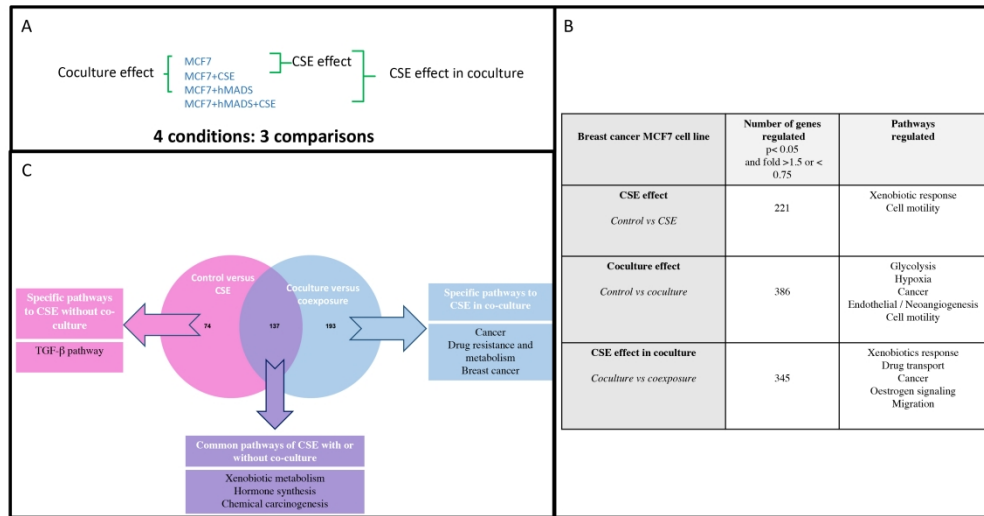 A
Coculture effect
MCF7
MCF7+CSE
MCF7+hMADS
MCF7+hMADS+CSE
CSE effect
CSE effect in coculture
4 conditions: 3 comparisons
B
Breast cancer MCF7 cell line
Number of genes
regulated
p< 0.05
and fold >1.5 or <
0.75
Pathways
regulated
CSE effect
Control vs CSE
221
Xenobiotic response
Cell motility
Coculture effect
Control vs coculture
386
Glycolysis
Hypoxia
Cancer
Endothelial / Neoangiogenesis
Cell motility
CSE effect in coculture
Coculture vs coexposure
345
Xenobiotics response
Drug transport
Cancer
Oestrogen signaling
Migration
C
Control versus
CSE
Coculture versus
coexposure
74
137
193
Specific pathways
to CSE without co-
culture
TGF-β pathway
Specific pathways to
CSE in co-culture
Cancer
Drug resistance and
metabolism
Breast cancer
Common pathways of CSE with or
without co-culture
Xenobiotic metabolism
Hormone synthesis
Chemical carcinogenesis